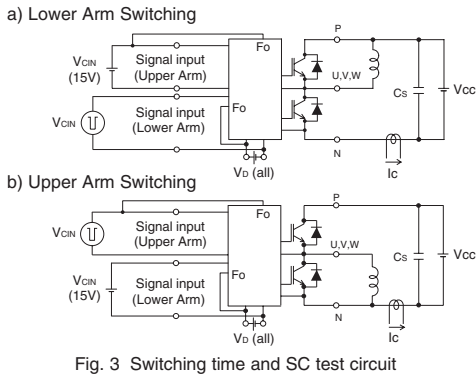 a) Lower Arm Switching
P
Fo
VCIN
(15V)
Signal input
(Upper Arm)
U,V,W
CS
Vcc
VCIN
Signal input
(Lower Arm)
Fo
N
Ic
VD (all)
b) Upper Arm Switching
P
Fo
VCIN
Signal input
(Upper Arm)
U,V,W
CS
Vcc
VCIN
(15V)
Signal input
(Lower Arm)
Fo
N
Ic
VD (all)
Fig. 3 Switching time and SC test circuit